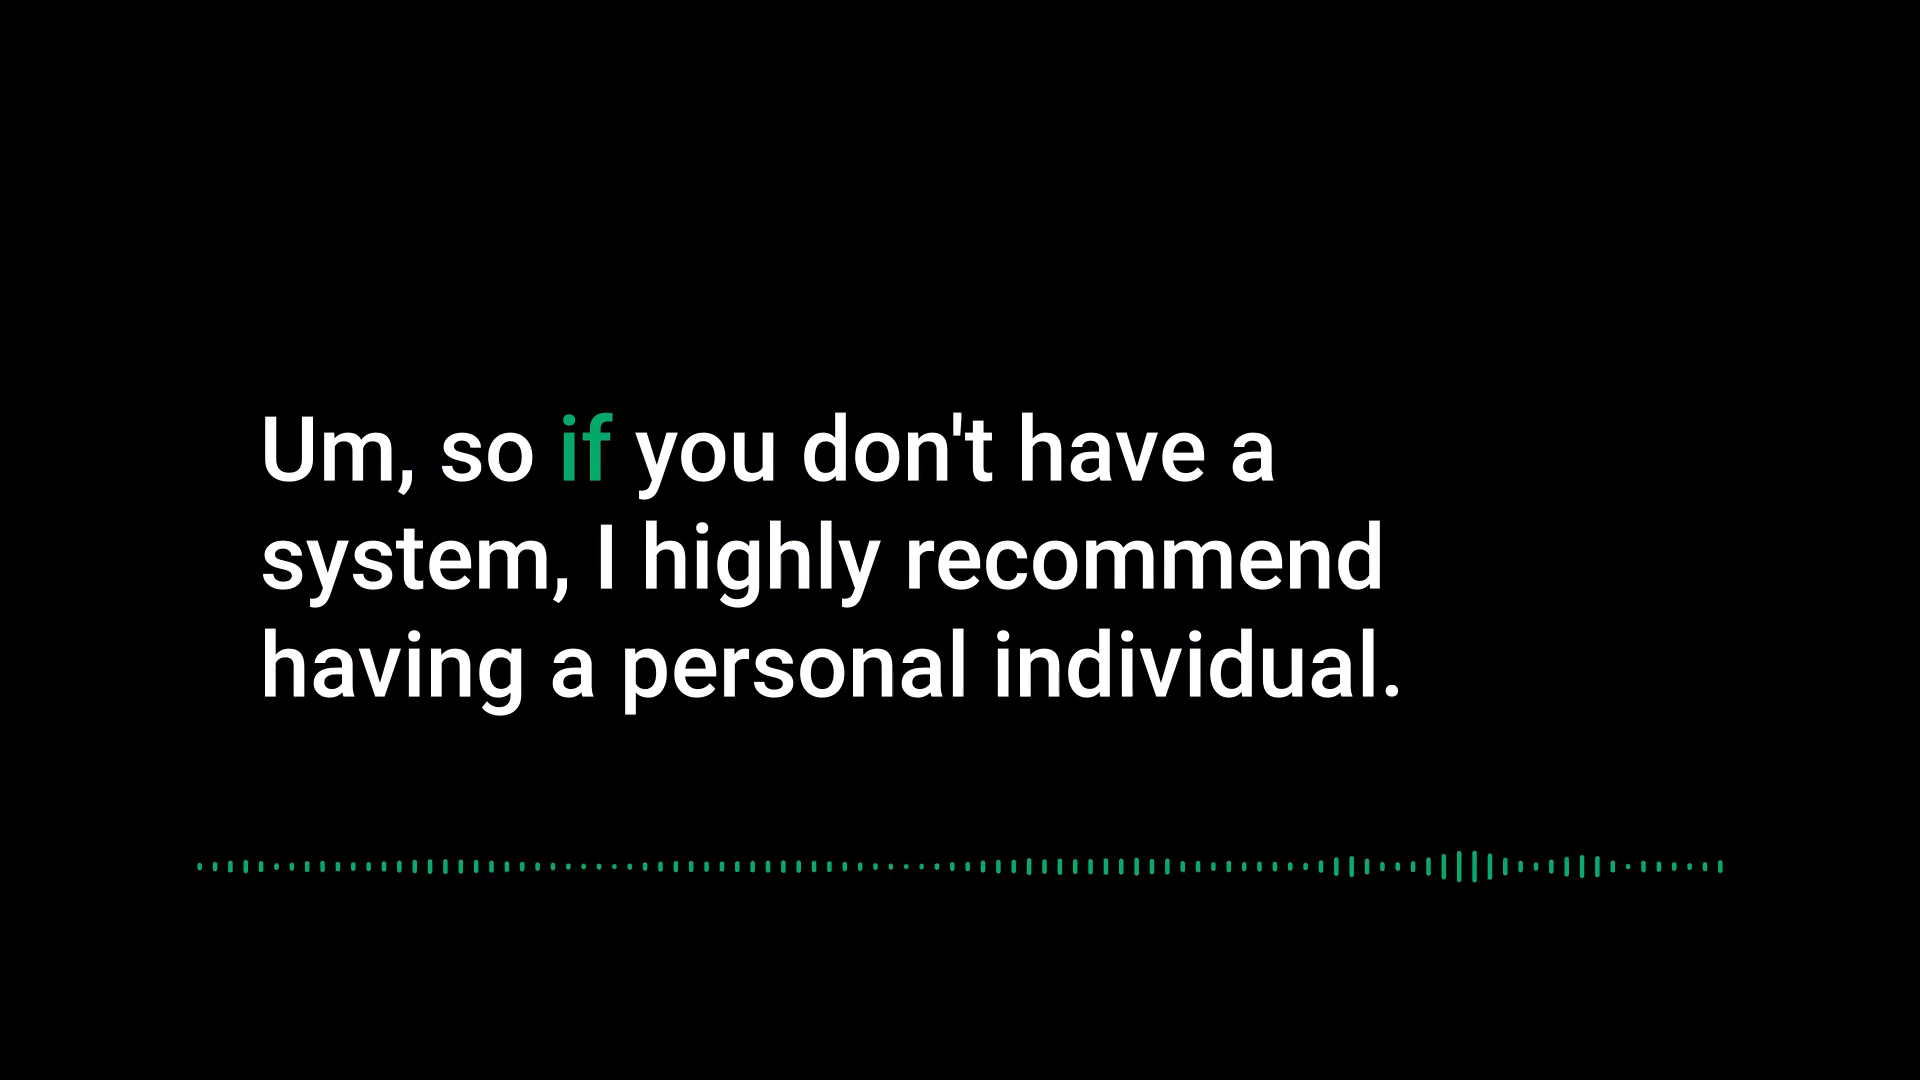 Um, so if you don't have a
system, I highly recommend
having a personal individual.